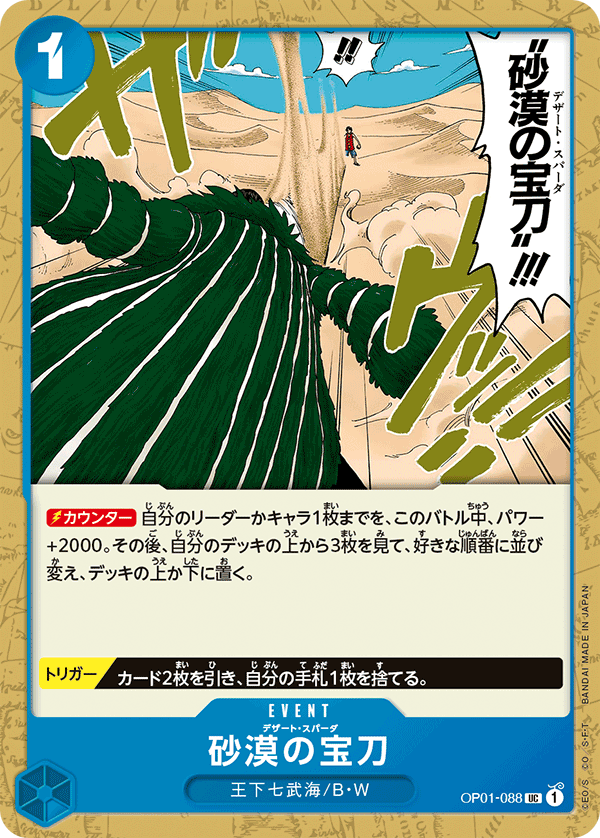 1
!!
"砂漠の宝刀"!!!
デザート・スパーダ
カウンター 自分のリーダーかキャラ1枚までを、このバトル中、パワー
+2000。その後、自分のデッキの上から3枚を見て、好きな順番に並び
変え、デッキの上か下に置く。
トリガー カード2枚を引き、自分の手札1枚を捨てる。
EVENT
デザート・スパーダ
砂漠の宝刀
王下七武海/B・W
OP01-088 UC 1
©E.O/S. ©O S・F・T BANDAI MADE IN JAPAN